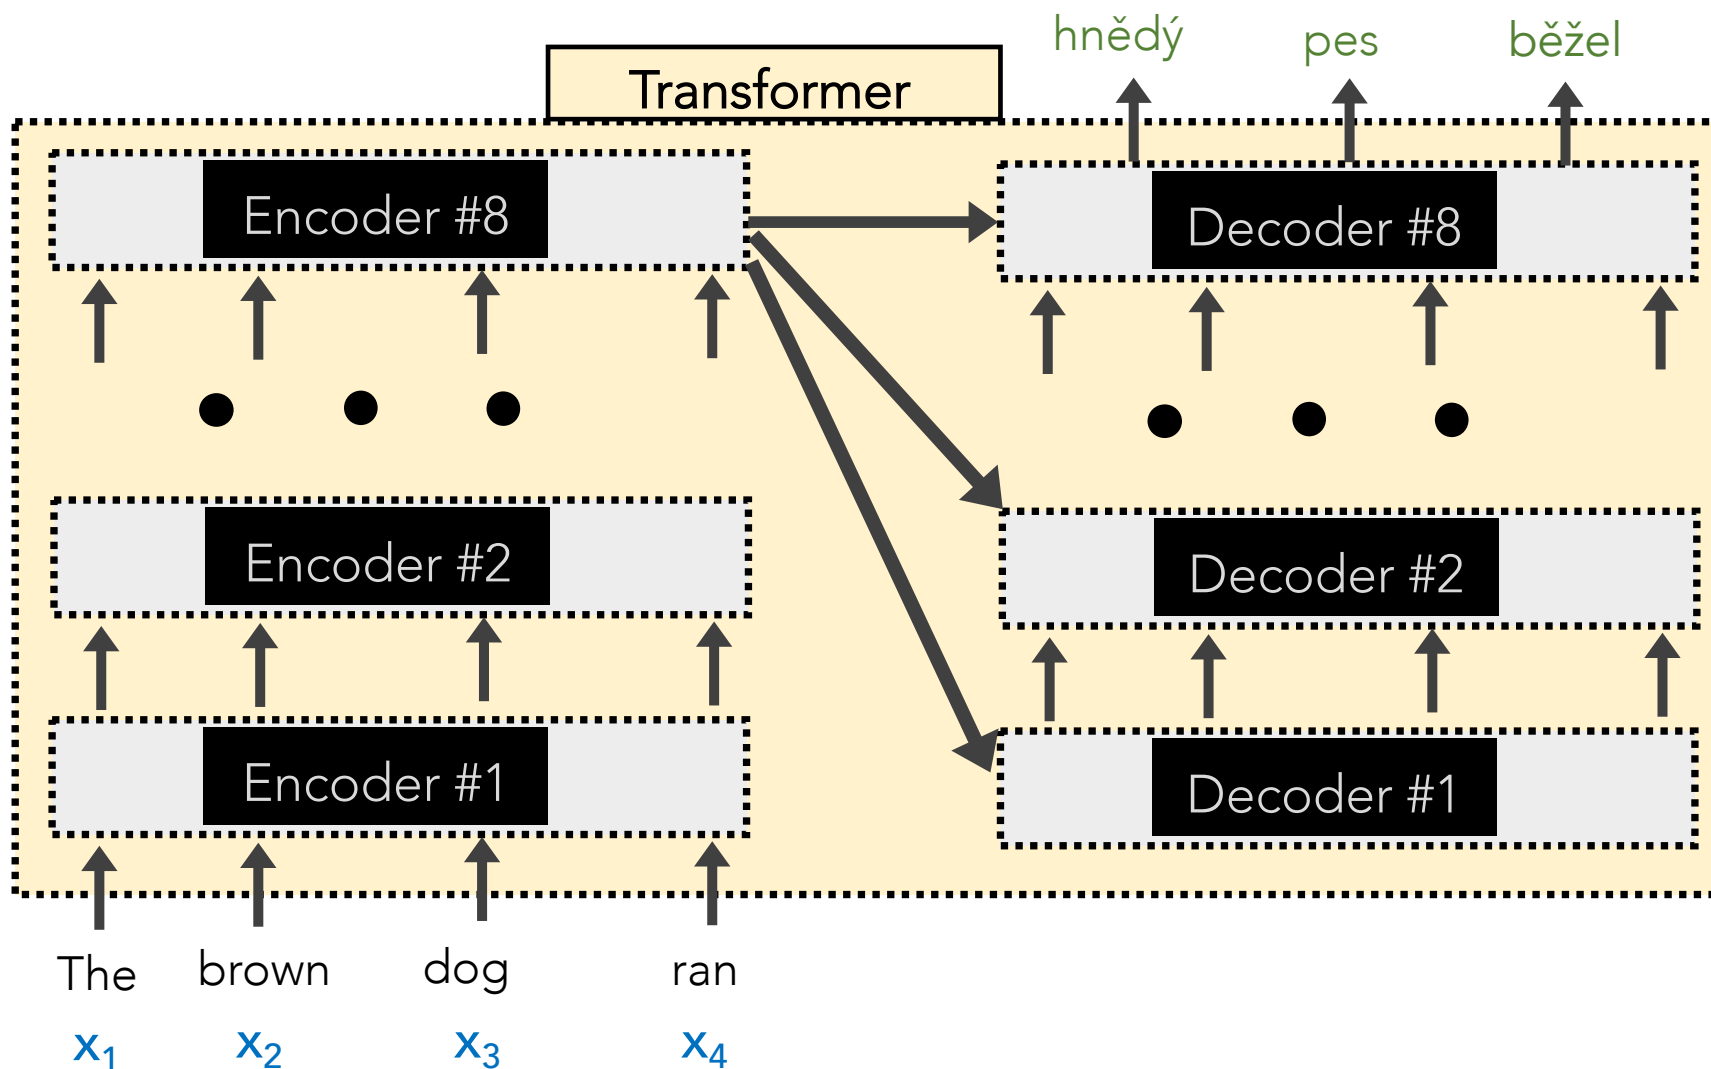 hnědý pes běžel
Transformer
Encoder #8
Decoder #8
Encoder #2
Decoder #2
Encoder #1
Decoder #1
The brown dog ran
x1 x2 x3 x4